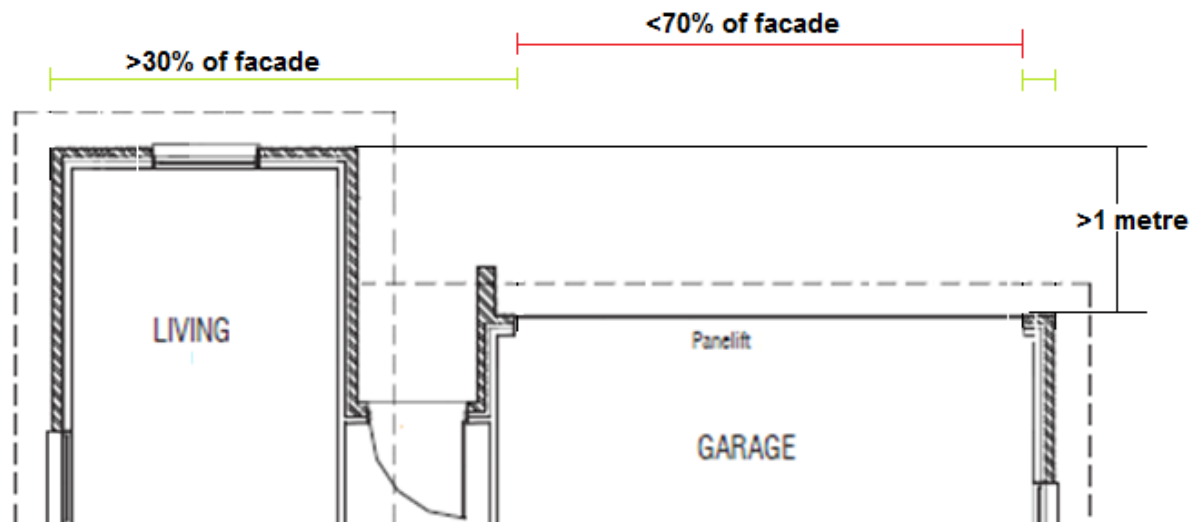 <70% of facade
>30% of facade
>1 metre
LIVING
Panelift
GARAGE